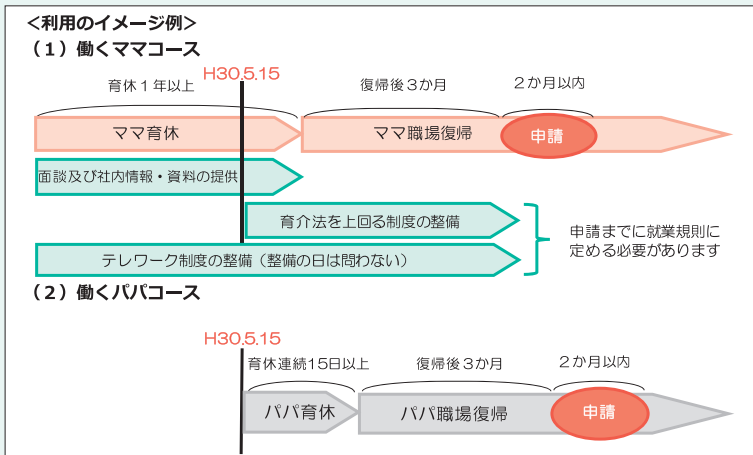 <利用のイメージ例>
(1)働くママコース
H30.5.15
育休1年以上
復帰後3か月
2か月以内
ママ育休
ママ職場復帰
申請
面談及び社内情報・資料の提供
育介法を上回る制度の整備
テレワーク制度の整備(整備の日は問わない)
申請までに就業規則に
定める必要があります
(2)働くパパコース
H30.5.15
育休連続15日以上
復帰後3か月
2か月以内
パパ育休
パパ職場復帰
申請